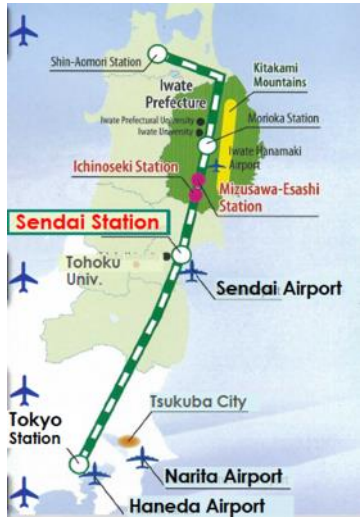 Shin-Aomori Station
Kitakami
Mountains
Iwate
Prefecture
Iwate Prefectural University
Iwate University
Morioka Station
Iwate Hanamaki
Airport
Ichinoseki Station
Mizusawa-Esashi
Station
Sendai Station
Tohoku
Univ.
Sendai Airport
Tsukuba City
Tokyo
Station
Narita Airport
Haneda Airport